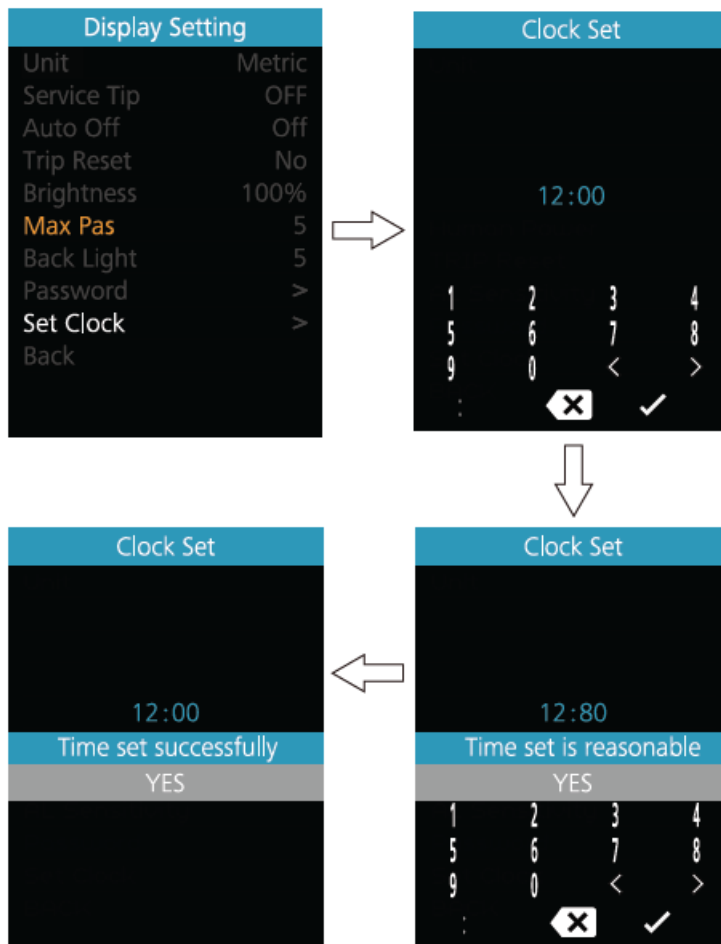 Display Setting
Unit Metric
Service Tip OFF
Auto Off Off
Trip Reset No
Brightness 100%
Max Pas 5
Back Light 5
Password >
Set Clock >
Back
Clock Set
12:00
1 2 3 4
5 6 7 8
9 0 < >
:
Clock Set
12:80
Time set is reasonable
YES
1 2 3 4
5 6 7 8
9 0 < >
:
Clock Set
12:00
Time set successfully
YES